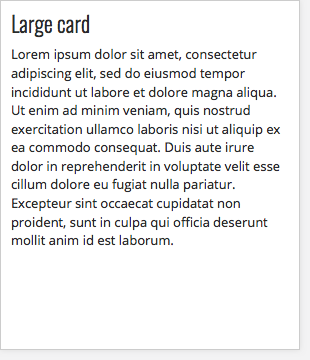 Large card
Lorem ipsum dolor sit amet, consectetur
adipiscing elit, sed do eiusmod tempor
incididunt ut labore et dolore magna aliqua.
Ut enim ad minim veniam, quis nostrud
exercitation ullamco laboris nisi ut aliquip ex
ea commodo consequat. Duis aute irure
dolor in reprehenderit in voluptate velit esse
cillum dolore eu fugiat nulla pariatur.
Excepteur sint occaecat cupidatat non
proident, sunt in culpa qui officia deserunt
mollit anim id est laborum.